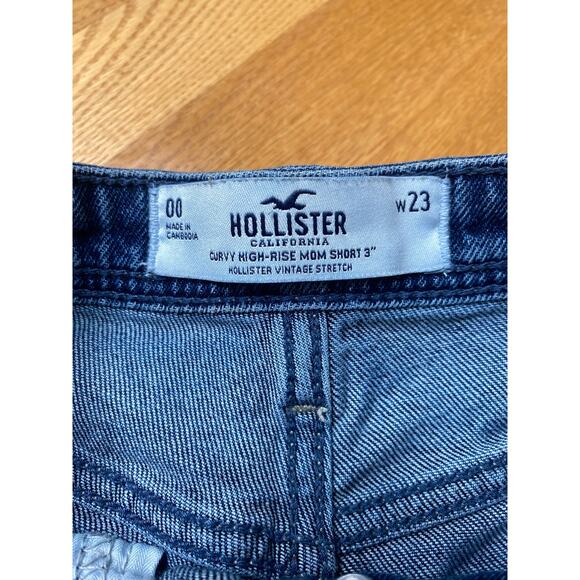 00
MADE IN
CAMBODIA
HOLLISTER
CALIFORNIA
CURVY HIGH-RISE MOM SHORT 3"
HOLLISTER VINTAGE STRETCH
W23